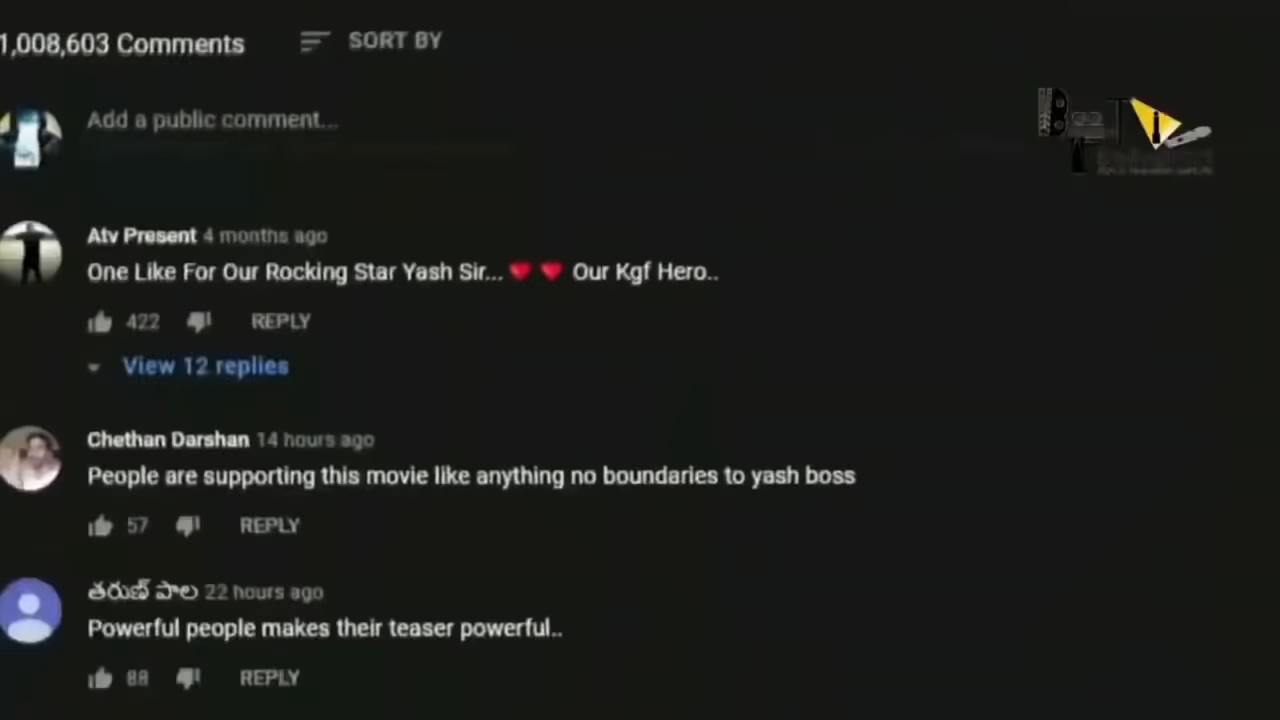 1,008,603 Comments SORT BY
Add a public comment...
Atv Present 4 months ago
One Like For Our Rocking Star Yash Sir...❤️ ❤️ Our Kgf Hero..
422 REPLY
View 12 replies
Chethan Darshan 14 hours ago
People are supporting this movie like anything no boundaries to yash boss
57 REPLY
తరుణ్ పాల 22 hours ago
Powerful people makes their teaser powerful..
88 REPLY